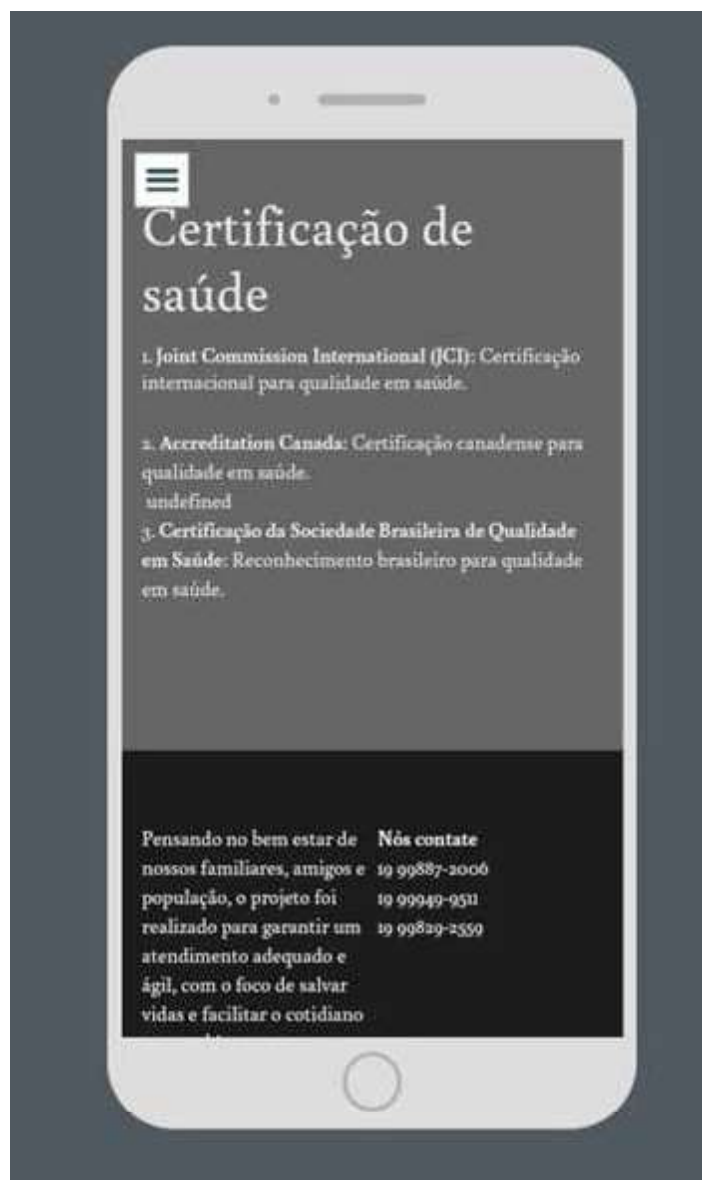 Certificação de
saúde
1. Joint Commission International (JCI): Certificação
internacional para qualidade em saúde.
2. Accreditation Canada: Certificação canadense para
qualidade em saúde.
undefined
3. Certificação da Sociedade Brasileira de Qualidade
em Saúde: Reconhecimento brasileiro para qualidade
em saúde.
Pensando no bem estar de
nossos familiares, amigos e
população, o projeto foi
realizado para garantir um
atendimento adequado e
ágil, com o foco de salvar
vidas e facilitar o cotidiano
Nós contate
19 99887-2006
19 99949-9511
19 99829-2559